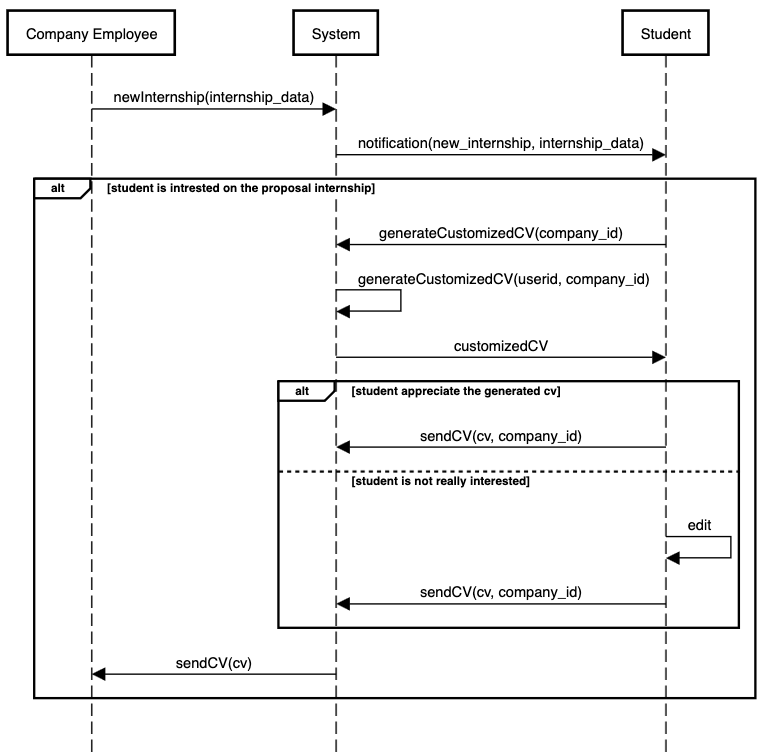 Company Employee
System
Student
newInternship(internship_data)
notification(new_internship, internship_data)
alt
[student is intrested on the proposal internship]
generateCustomizedCV(company_id)
generateCustomizedCV(userid, company_id)
customizedCV
alt
[student appreciate the generated cv]
sendCV(cv, company_id)
[student is not really interested]
edit
sendCV(cv, company_id)
sendCV(cv)